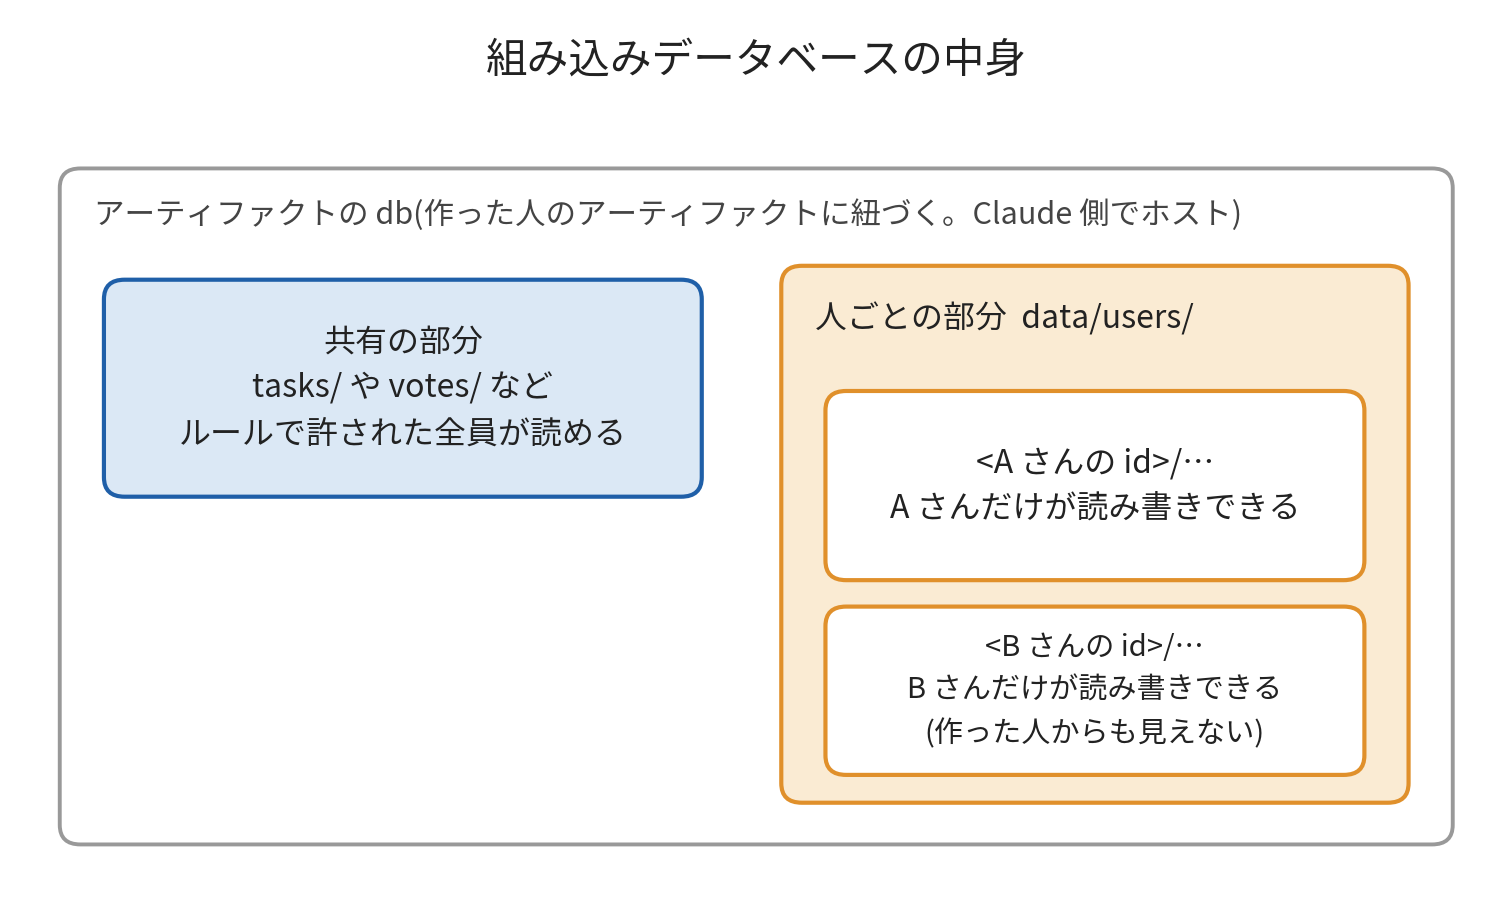 組み込みデータベースの中身
アーティファクトの db(作った人のアーティファクトに紐づく。Claude 側でホスト)
共有の部分
tasks/ や votes/ など
ルールで許された全員が読める
人ごとの部分 data/users/
<A さんの id>/…
A さんだけが読み書きできる
<B さんの id>/…
B さんだけが読み書きできる
(作った人からも見えない)